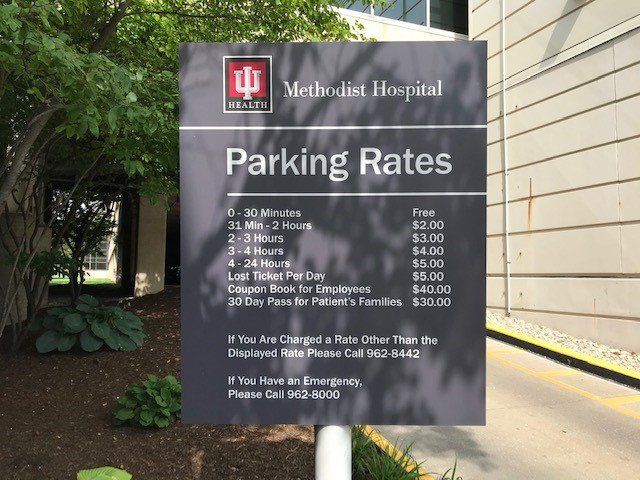 HEALTH
Methodist Hospital
Parking Rates
0 - 30 Minutes Free
31 Min - 2 Hours $2.00
2 - 3 Hours $3.00
3 - 4 Hours $4.00
4 - 24 Hours $5.00
Lost Ticket Per Day $5.00
Coupon Book for Employees $40.00
30 Day Pass for Patient's Families $30.00
If You Are Charged a Rate Other Than the
Displayed Rate Please Call 962-8442
If You Have an Emergency,
Please Call 962-8000